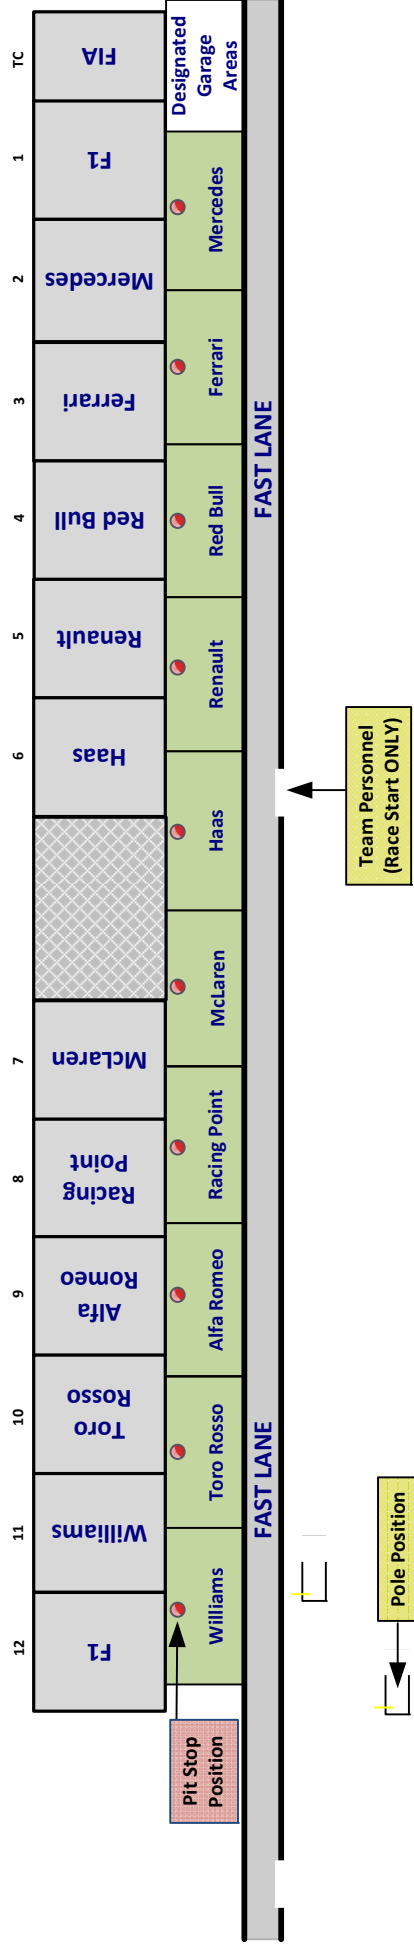 TC
1
2
3
4
5
6
7
8
9
10
11
12
FIA
F1
Mercedes
Ferrari
Red Bull
Renault
Haas
McLaren
Racing
Point
Alfa
Romeo
Toro
Rosso
Williams
F1
Designated
Garage
Areas
Mercedes
Ferrari
Red Bull
Renault
Haas
McLaren
Racing Point
Alfa Romeo
Toro Rosso
Williams
Pit Stop
Position
FAST LANE
FAST LANE
Team Personnel
(Race Start ONLY)
Pole Position